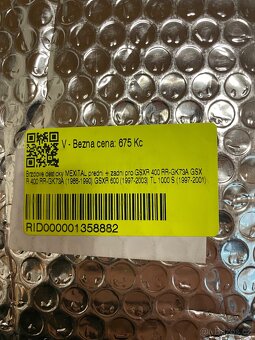 V - Bezna cena: 675 Kc
Brzdove desticky MEXITAL predni + zadni pro GSXR 400 RR-GK73A GSX
R 400 RR-GK73A (1988-1990) GSXR 600 (1997-2003) TL 1000 S (1997-2001)
RID000001358882